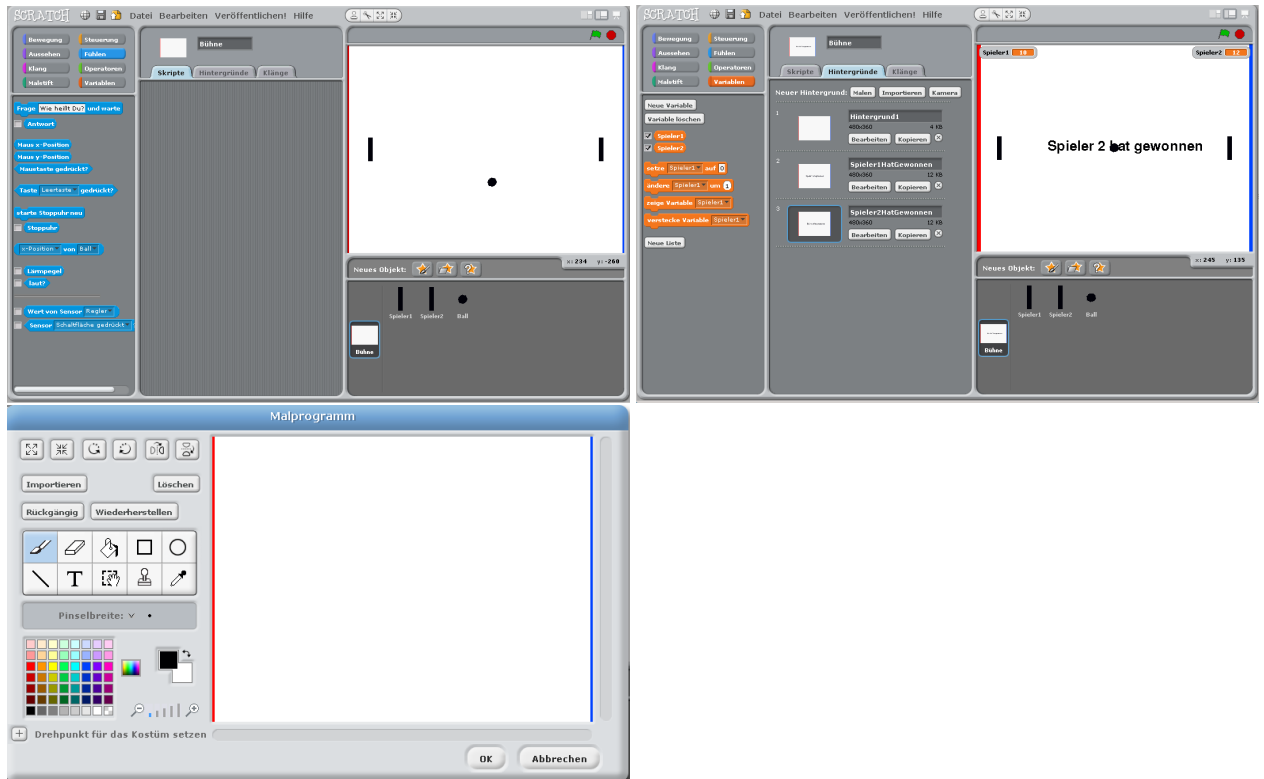 SCRATCH Datei Bearbeiten Veröffentlichen! Hilfe
Bewegung Steuerung
Aussehen Fühlen
Klang Operatoren
Malstift Variablen
Bühne
Skripte Hintergründe Klänge
Frage Wie heißt Du? und warte
Antwort
Maus x-Position
Maus y-Position
Maustaste gedrückt?
Taste Leertaste gedrückt?
starte Stoppuhr neu
Stoppuhr
x-Position von Ball
Lärmpegel
laut?
Wert von Sensor Regler
Sensor Schaltfläche gedrückt
x: 234 y: -260
Neues Objekt:
Spieler1 Spieler2 Ball
Bühne
SCRATCH Datei Bearbeiten Veröffentlichen! Hilfe
Bewegung Steuerung
Aussehen Fühlen
Klang Operatoren
Malstift Variablen
Bühne
Skripte Hintergründe Klänge
Neue Variable
Variable löschen
Spieler1
Spieler2
setze Spieler1 auf 0
ändere Spieler1 um 1
zeige Variable Spieler1
verstecke Variable Spieler1
Neue Liste
Neuer Hintergrund: Malen Importieren Kamera
1
Hintergrund1
480x360 4 KB
Bearbeiten Kopieren
2
Spieler1HatGewonnen
480x360 12 KB
Bearbeiten Kopieren
3
Spieler2HatGewonnen
480x360 12 KB
Bearbeiten Kopieren
Spieler1 10 Spieler2 12
Spieler 2 hat gewonnen
x: 245 y: 135
Neues Objekt:
Spieler1 Spieler2 Ball
Bühne
Malprogramm
Importieren Löschen
Rückgängig Wiederherstellen
T
Pinselbreite:
Drehpunkt für das Kostüm setzen
OK Abbrechen